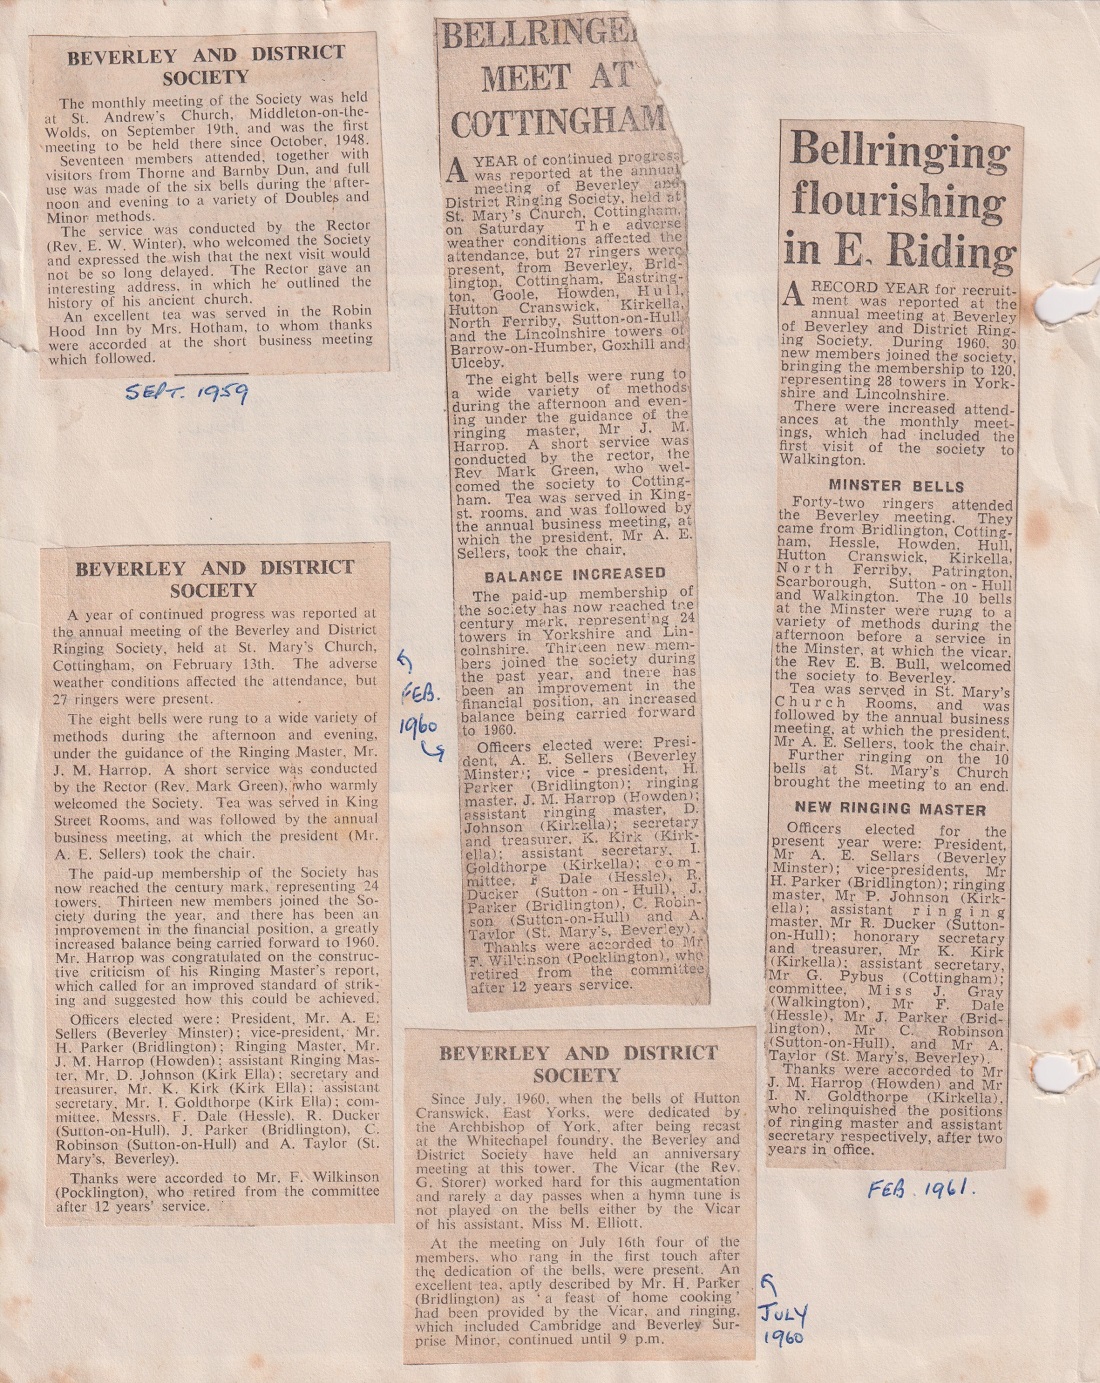 BEVERLEY AND DISTRICT
SOCIETY
The monthly meeting of the Society was held
at St. Andrew's Church, Middleton-on-the-
Wolds, on September 19th, and was the first
meeting to be held there since October, 1948.
Seventeen members attended, together with
visitors from Thorne and Barnby Dun, and full
use was made of the six bells during the after-
noon and evening to a variety of Doubles and
Minor methods.
The service was conducted by the Rector
(Rev. E. W. Winter), who welcomed the Society
and expressed the wish that the next visit would
not be so long delayed. The Rector gave an
interesting address, in which he outlined the
history of his ancient church.
An excellent tea was served in the Robin
Hood Inn by Mrs. Hotham, to whom thanks
were accorded at the short business meeting
which followed.
SEPT. 1959
BEVERLEY AND DISTRICT
SOCIETY
A year of continued progress was reported at
the annual meeting of the Beverley and District
Ringing Society, held at St. Mary's Church,
Cottingham, on February 13th. The adverse
weather conditions affected the attendance, but
27 ringers were present.
The eight bells were rung to a wide variety of
methods during the afternoon and evening,
under the guidance of the Ringing Master, Mr.
J. M. Harrop. A short service was conducted
by the Rector (Rev. Mark Green), who warmly
welcomed the Society. Tea was served in King
Street Rooms, and was followed by the annual
business meeting, at which the president (Mr.
A. E. Sellers) took the chair.
The paid-up membership of the Society has
now reached the century mark, representing 24
towers. Thirteen new members joined the So-
ciety during the year, and there has been an
improvement in the financial position, a greatly
increased balance being carried forward to 1960.
Mr. Harrop was congratulated on the construc-
tive criticism of his Ringing Master's report,
which called for an improved standard of strik-
ing and suggested how this could be achieved.
Officers elected were: President, Mr. A. E.
Sellers (Beverley Minster); vice-president, Mr.
H. Parker (Bridlington); Ringing Master, Mr.
J. M. Harrop (Howden); assistant Ringing Mas-
ter, Mr. D. Johnson (Kirk Ella); secretary and
treasurer, Mr. K. Kirk (Kirk Ella); assistant
secretary, Mr. I. Goldthorpe (Kirk Ella); com-
mittee, Messrs. F. Dale (Hessle), R. Ducker
(Sutton-on-Hull), J. Parker (Bridlington), C.
Robinson (Sutton-on-Hull) and A. Taylor (St.
Mary's, Beverley).
Thanks were accorded to Mr. F. Wilkinson
(Pocklington), who retired from the committee
after 12 years' service.
FEB.
1960
BELLRINGE
MEET AT
COTTINGHAM
A YEAR of continued progress
was reported at the annual
meeting of Beverley and
District Ringing Society, held at
St. Mary's Church, Cottingham,
on Saturday The adverse
weather conditions affected the
attendance, but 27 ringers were
present, from Beverley, Brid-
lington, Cottingham, Eastring-
ton, Goole, Howden, Hull,
Hutton Cranswick, Kirkella,
North Ferriby, Sutton-on-Hull
and the Lincolnshire towers of
Barrow-on-Humber, Goxhill and
Ulceby.
The eight bells were rung to
a wide variety of methods
during the afternoon and even-
ing under the guidance of the
ringing master, Mr J. M.
Harrop. A short service was
conducted by the rector, the
Rev Mark Green, who wel-
comed the society to Cotting-
ham. Tea was served in King-
st. rooms, and was followed by
the annual business meeting, at
which the president, Mr A. E.
Sellers, took the chair.
BALANCE INCREASED
The paid-up membership of
the society has now reached the
century mark, representing 24
towers in Yorkshire and Lin-
colnshire. Thirteen new mem-
bers joined the society during
the past year, and there has
been an improvement in the
financial position, an increased
balance being carried forward
to 1960.
Officers elected were: Presi-
dent, A. E. Sellers (Beverley
Minster; vice-president, H.
Parker (Bridlington); ringing
master, J. M. Harrop (Howden);
assistant ringing master, D.
Johnson (Kirkella); secretary
and treasurer, K. Kirk (Kirk-
ella); assistant secretary, I.
Goldthorpe (Kirkella); com-
mittee, F Dale (Hessle), R.
Ducker (Sutton-on-Hull), J.
Parker (Bridlington), C. Robin-
son (Sutton-on-Hull) and A.
Taylor (St. Mary's, Beverley).
Thanks were accorded to Mr
F. Wilkinson (Pocklington), who
retired from the committee
after 12 years service.
BEVERLEY AND DISTRICT
SOCIETY
Since July, 1960, when the bells of Hutton
Cranswick, East Yorks, were dedicated by
the Archbishop of York, after being recast
at the Whitechapel foundry, the Beverley and
District Society have held an anniversary
meeting at this tower. The Vicar (the Rev.
G. Storer) worked hard for this augmentation
and rarely a day passes when a hymn tune is
not played on the bells either by the Vicar
of his assistant, Miss M. Elliott.
At the meeting on July 16th four of the
members, who rang in the first touch after
the dedication of the bells, were present. An
excellent tea, aptly described by Mr. H. Parker
(Bridlington) as 'a feast of home cooking'
had been provided by the Vicar, and ringing,
which included Cambridge and Beverley Sur-
prise Minor, continued until 9 p.m.
JULY
1960
Bellringing
flourishing
in E. Riding
A RECORD YEAR for recruit-
ment was reported at the
annual meeting at Beverley
of Beverley and District Ring-
ing Society. During 1960, 30
new members joined the society,
bringing the membership to 120,
representing 28 towers in York-
shire and Lincolnshire.
There were increased attend-
ances at the monthly meet-
ings, which had included the
first visit of the society to
Walkington.
MINSTER BELLS
Forty-two ringers attended
the Beverley meeting. They
came from Bridlington, Cotting-
ham, Hessle, Howden, Hull,
Hutton Cranswick, Kirkella,
North Ferriby, Patrington,
Scarborough, Sutton-on-Hull
and Walkington. The 10 bells
at the Minster were rung to a
variety of methods during the
afternoon before a service in
the Minster, at which the vicar,
the Rev E. B. Bull, welcomed
the society to Beverley.
Tea was served in St. Mary's
Church Rooms, and was
followed by the annual business
meeting, at which the president,
Mr A. E. Sellers, took the chair.
Further ringing on the 10
bells at St. Mary's Church
brought the meeting to an end.
NEW RINGING MASTER
Officers elected for the
present year were: President,
Mr A. E. Sellars (Beverley
Minster); vice-presidents, Mr
H. Parker (Bridlington); ringing
master, Mr P. Johnson (Kirk-
ella); assistant ringing
master, Mr R. Ducker (Sutton-
on-Hull); honorary secretary
and treasurer, Mr K. Kirk
(Kirkella); assistant secretary,
Mr G. Pybus (Cottingham);
committee, Miss J. Gray
(Walkington), Mr F. Dale
(Hessle), Mr J. Parker (Brid-
lington), Mr C. Robinson
(Sutton-on-Hull), and Mr A.
Taylor (St. Mary's, Beverley).
Thanks were accorded to Mr
J. M. Harrop (Howden) and Mr
I. N. Goldthorpe (Kirkella),
who relinquished the positions
of ringing master and assistant
secretary respectively, after two
years in office.
FEB. 1961.